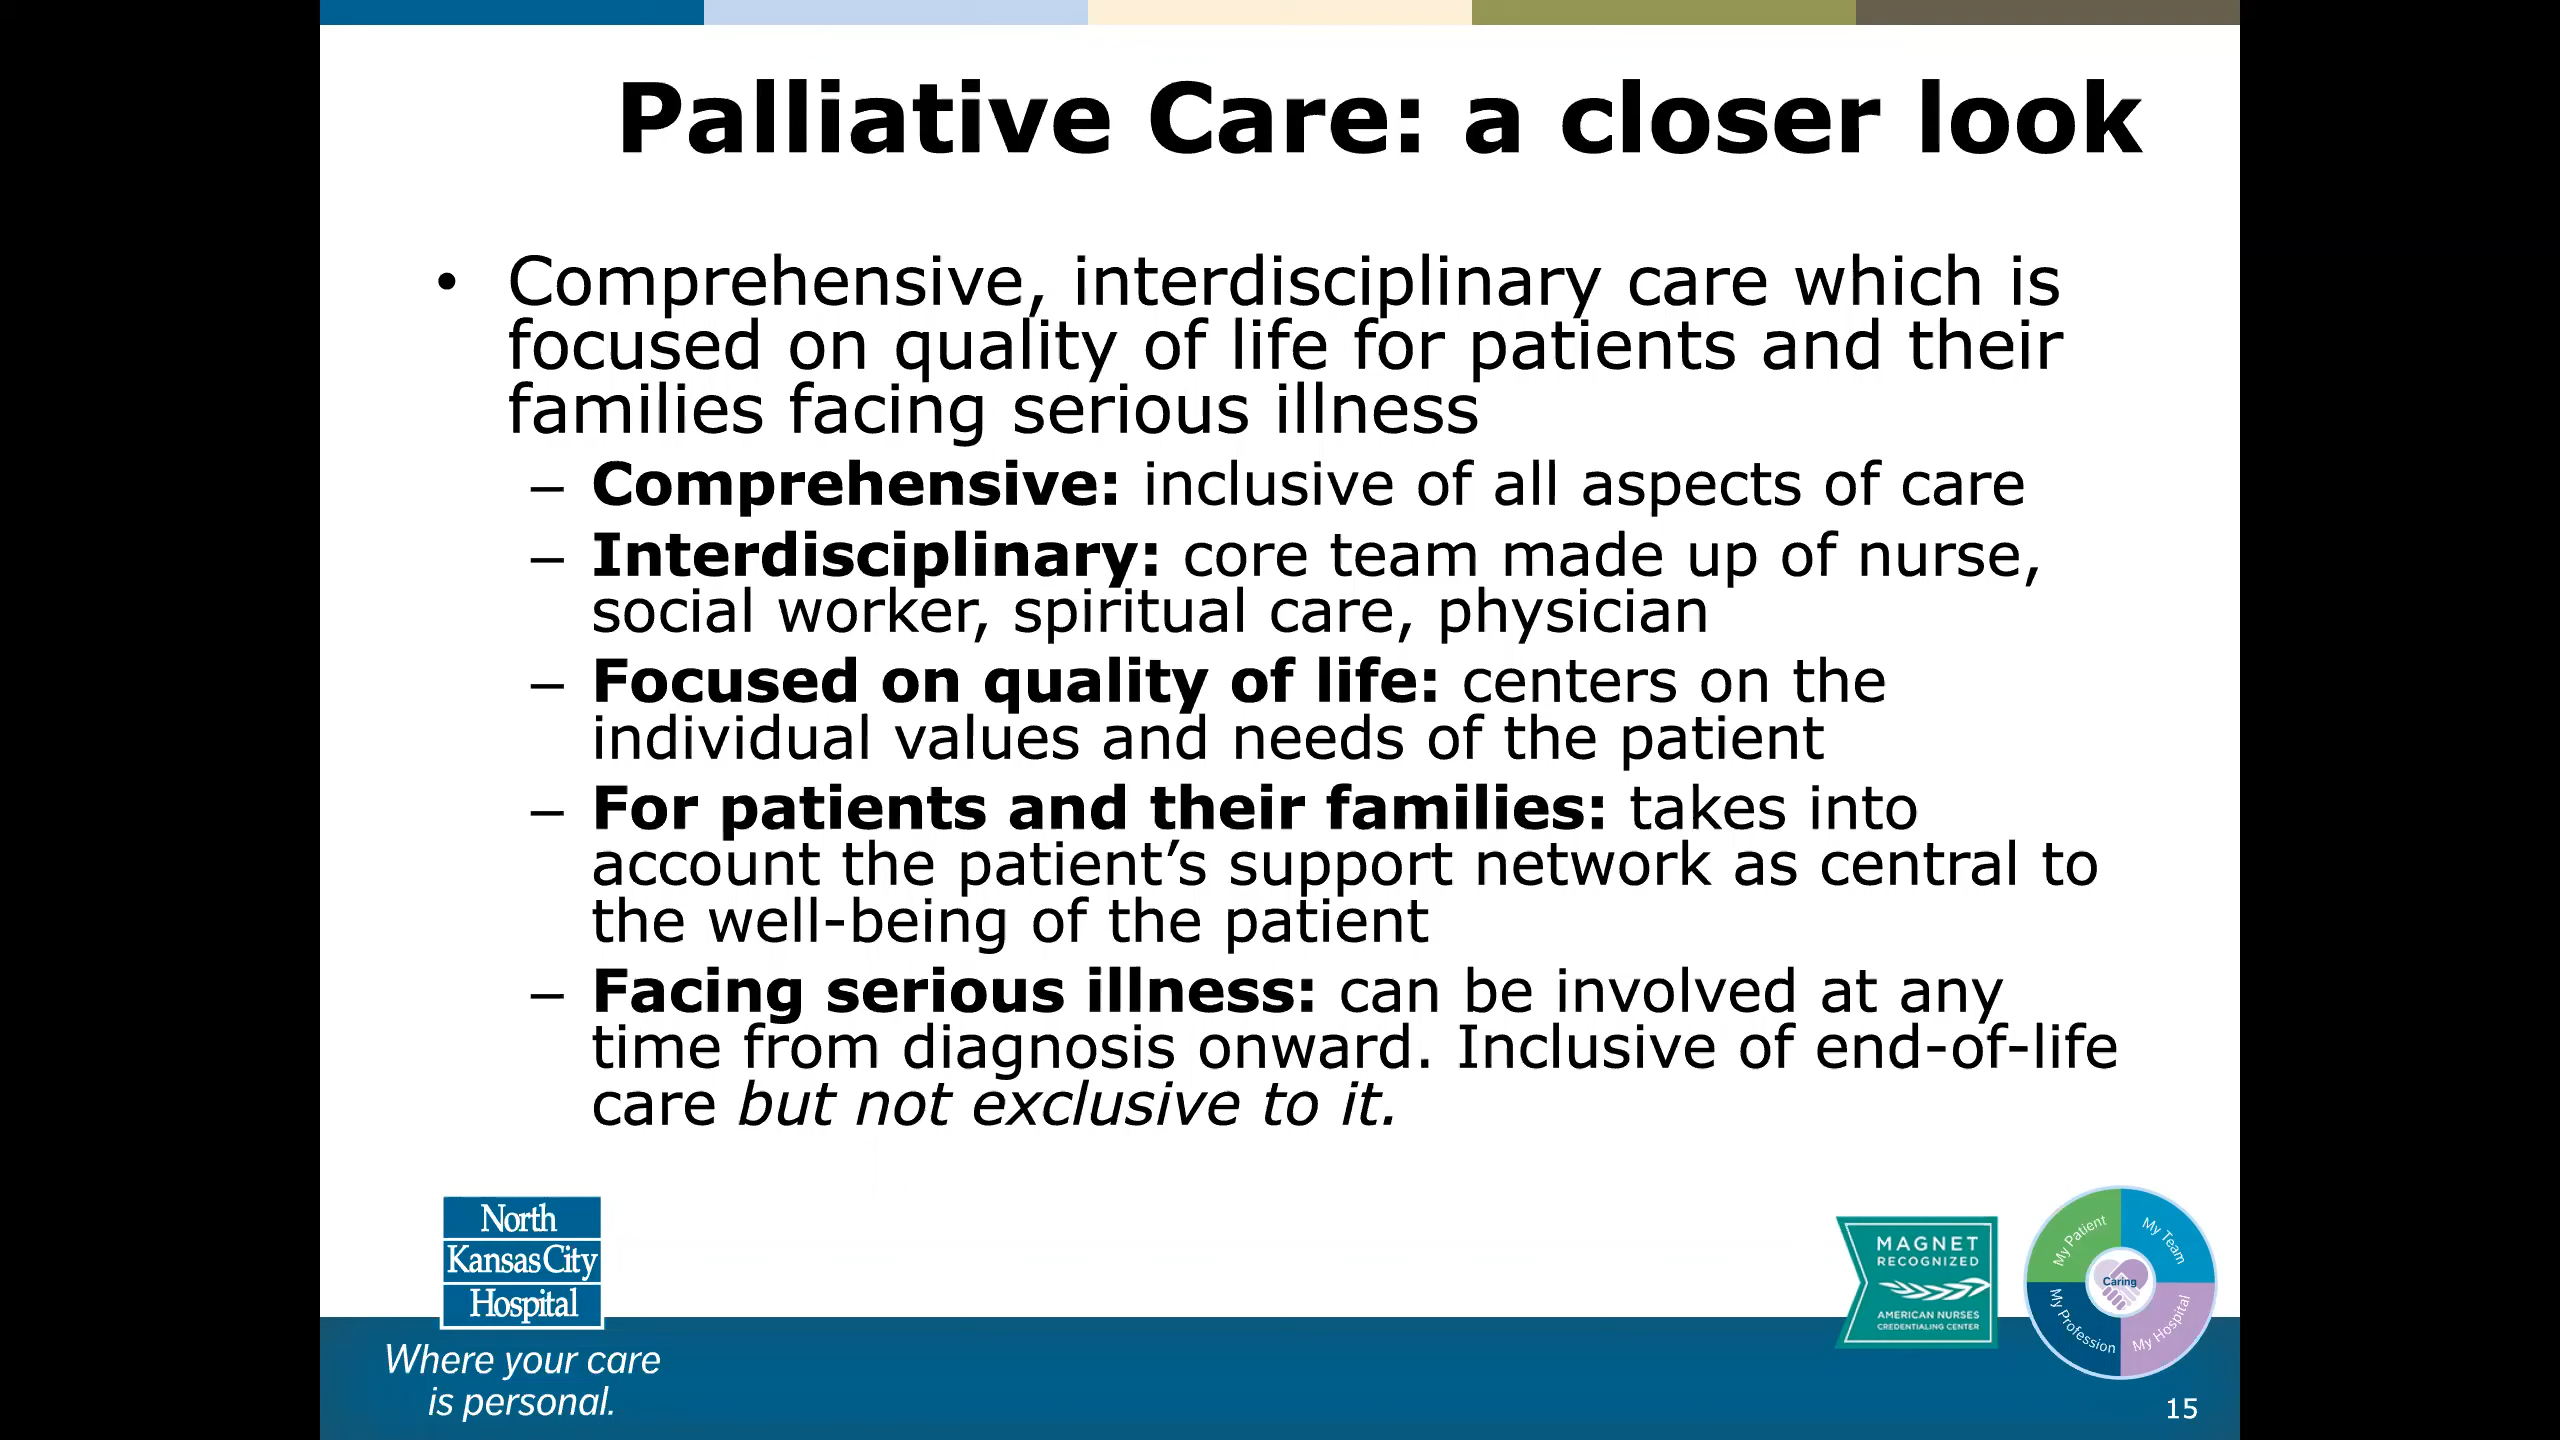 Palliative Care: a closer look
• Comprehensive, interdisciplinary care which is
focused on quality of life for patients and their
families facing serious illness
– Comprehensive: inclusive of all aspects of care
– Interdisciplinary: core team made up of nurse,
social worker, spiritual care, physician
– Focused on quality of life: centers on the
individual values and needs of the patient
– For patients and their families: takes into
account the patient’s support network as central to
the well-being of the patient
– Facing serious illness: can be involved at any
time from diagnosis onward. Inclusive of end-of-life
care but not exclusive to it.
North
Kansas City
Hospital
Where your care
is personal.
MAGNET
RECOGNIZED
AMERICAN NURSES
CREDENTIALING CENTER
My Patient
My Team
Caring
My Profession
My Hospital
15